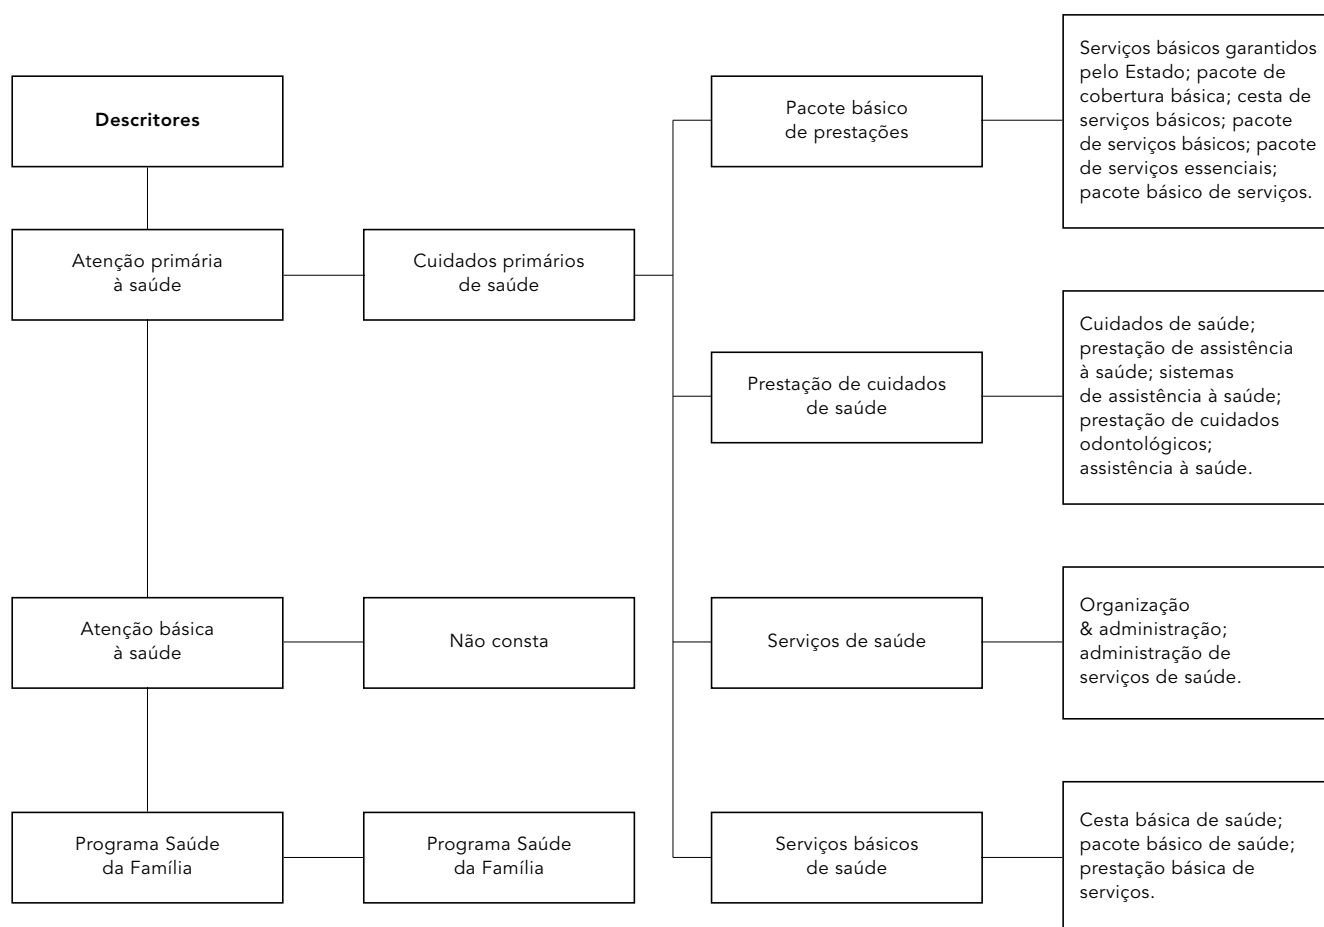 Descritores
Atenção primária
à saúde
Cuidados primários
de saúde
Pacote básico
de prestações
Serviços básicos garantidos
pelo Estado; pacote de
cobertura básica; cesta de
serviços básicos; pacote
de serviços básicos; pacote
de serviços essenciais;
pacote básico de serviços.
Prestação de cuidados
de saúde
Cuidados de saúde;
prestação de assistência
à saúde; sistemas
de assistência à saúde;
prestação de cuidados
odontológicos;
assistência à saúde.
Atenção básica
à saúde
Não consta
Serviços de saúde
Organização
& administração;
administração de
serviços de saúde.
Programa Saúde
da Família
Programa Saúde
da Família
Serviços básicos
de saúde
Cesta básica de saúde;
pacote básico de saúde;
prestação básica de
serviços.